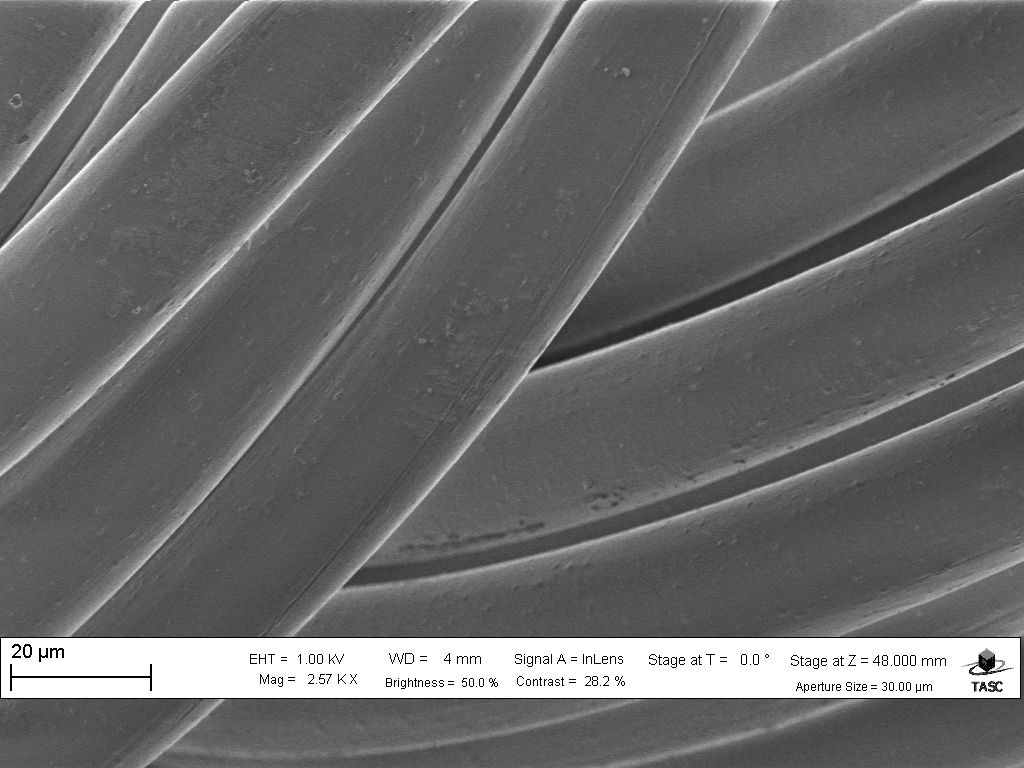 20 µm
EHT = 1.00 kV WD = 4 mm Signal A = InLens Stage at T = 0.0 ° Stage at Z = 48.000 mm
Mag = 2.57 K X Brightness = 50.0 % Contrast = 28.2 % Aperture Size = 30.00 µm
TASC